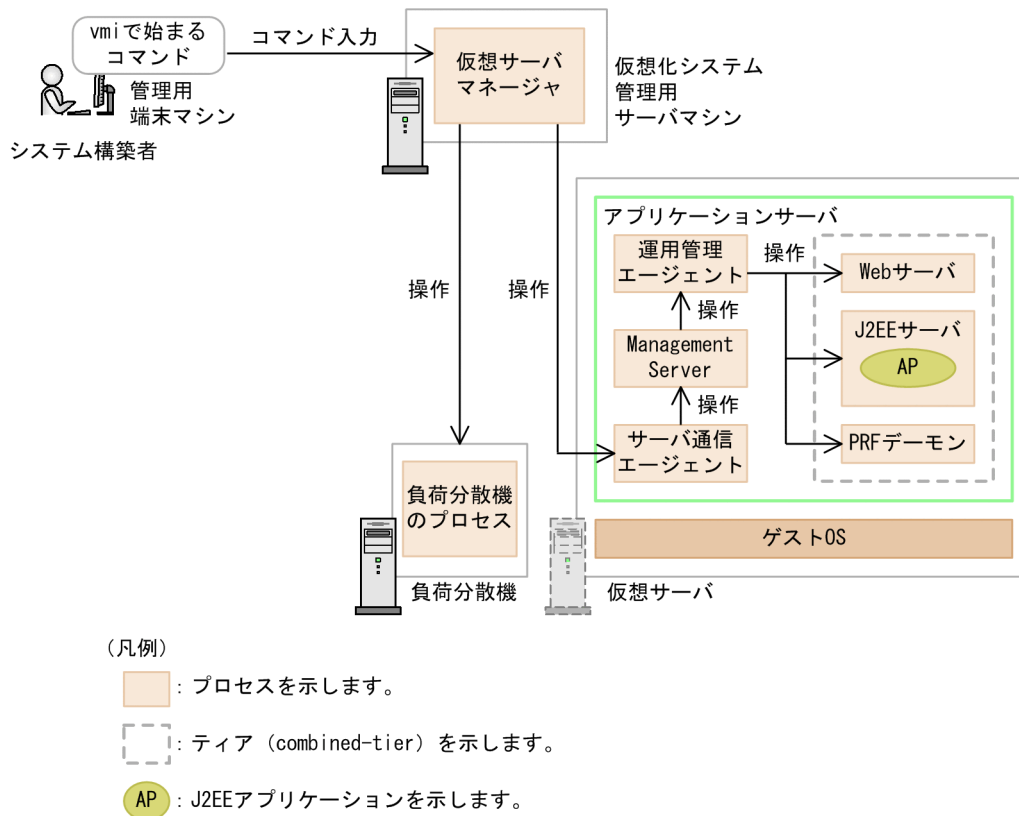 vmiで始まる
コマンド
コマンド入力
仮想サーバ
マネージャ
仮想化システム
管理用
サーバマシン
管理用
端末マシン
システム構築者
操作
操作
アプリケーションサーバ
運用管理
エージェント
操作
Webサーバ
操作
J2EEサーバ
AP
Management
Server
操作
サーバ通信
エージェント
PRFデーモン
負荷分散機
のプロセス
ゲストOS
負荷分散機
仮想サーバ
(凡例)
:プロセスを示します。
:ティア(combined-tier)を示します。
AP :J2EEアプリケーションを示します。